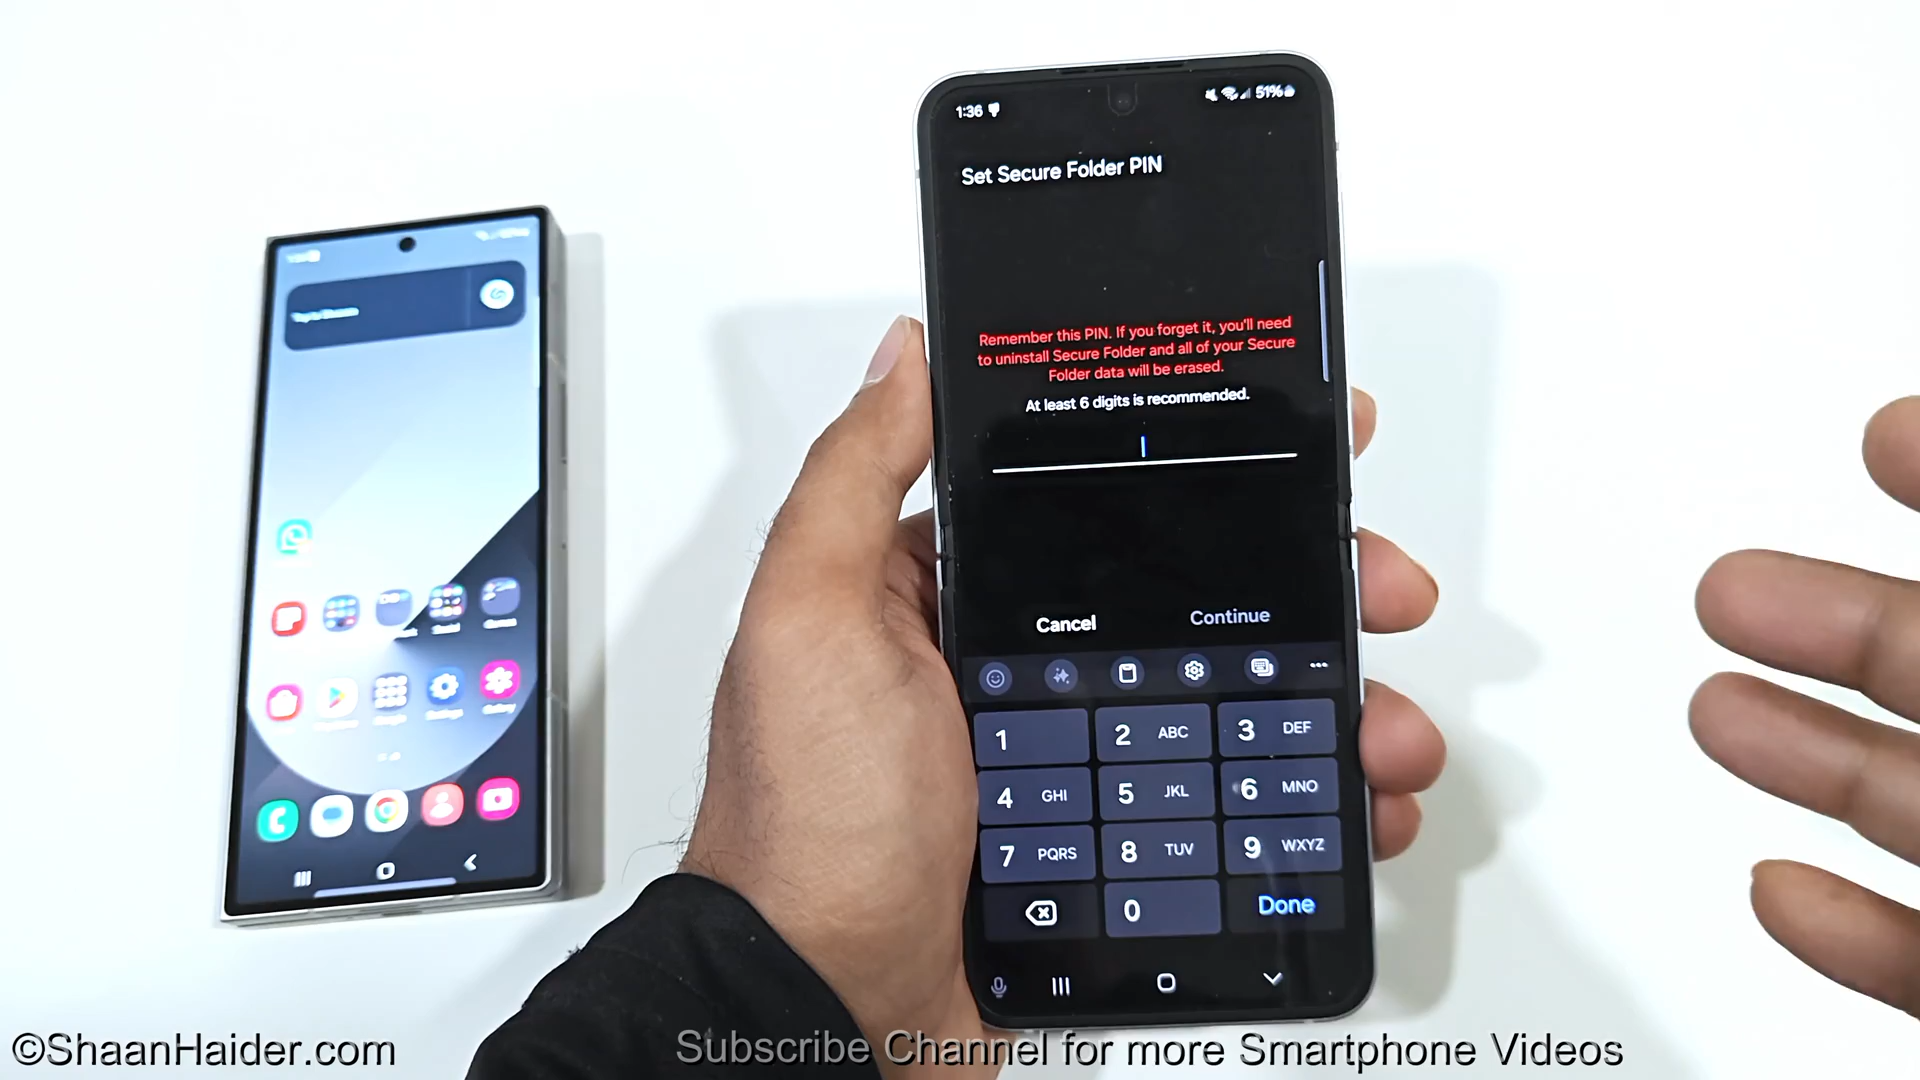 1:36
51%
Set Secure Folder PIN
Remember this PIN. If you forget it, you'll need
to uninstall Secure Folder and all of your Secure
Folder data will be erased.
At least 6 digits is recommended.
Cancel
Continue
1
2 ABC
3 DEF
4 GHI
5 JKL
6 MNO
7 PQRS
8 TUV
9 WXYZ
0
Done
©ShaanHaider.com
Subscribe Channel for more Smartphone Videos